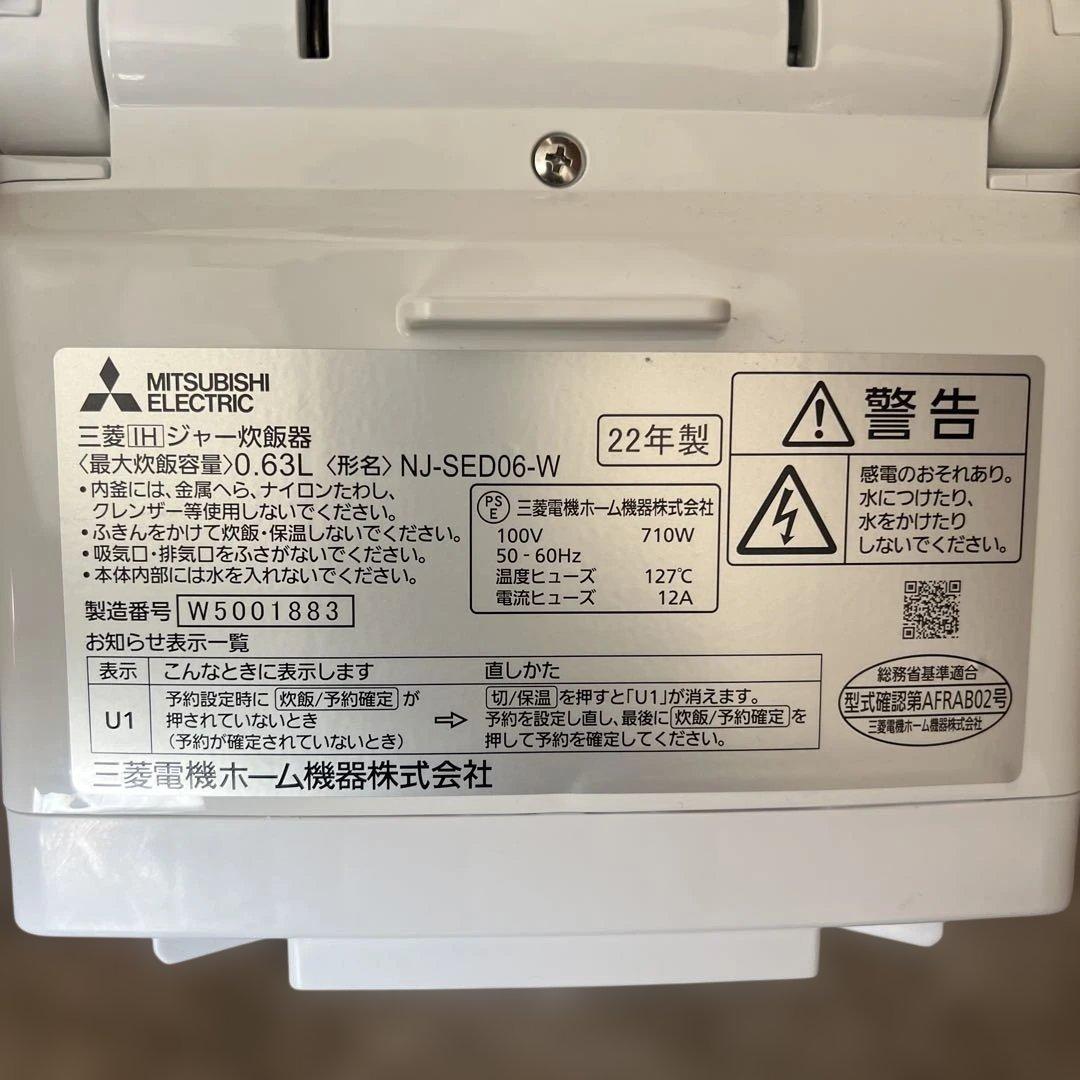 MITSUBISHI
ELECTRIC
三菱IHジャー炊飯器
〈最大炊飯容量〉0.63L 〈形名〉NJ-SED06-W
22年製
・内釜には、金属へら、ナイロンたわし、
クレンザー等使用しないでください。
・ふきんをかけて炊飯・保温しないでください。
・吸気口・排気口をふさがないでください。
・本体内部には水を入れないでください。
PS
E
三菱電機ホーム機器株式会社
100V 710W
50-60Hz
温度ヒューズ 127℃
電流ヒューズ 12A
警告
感電のおそれあり。
水につけたり、
水をかけたり
しないでください。
製造番号 W5001883
お知らせ表示一覧
表示 こんなときに表示します 直しかた
U1
予約設定時に 炊飯/予約確定 が
押されていないとき
(予約が確定されていないとき)
⇨
切/保温 を押すと「U1」が消えます。
予約を設定し直し、最後に 炊飯/予約確定 を
押して予約を確定してください。
総務省基準適合
型式確認第AFRAB02号
三菱電機ホーム機器株式会社
三菱電機ホーム機器株式会社